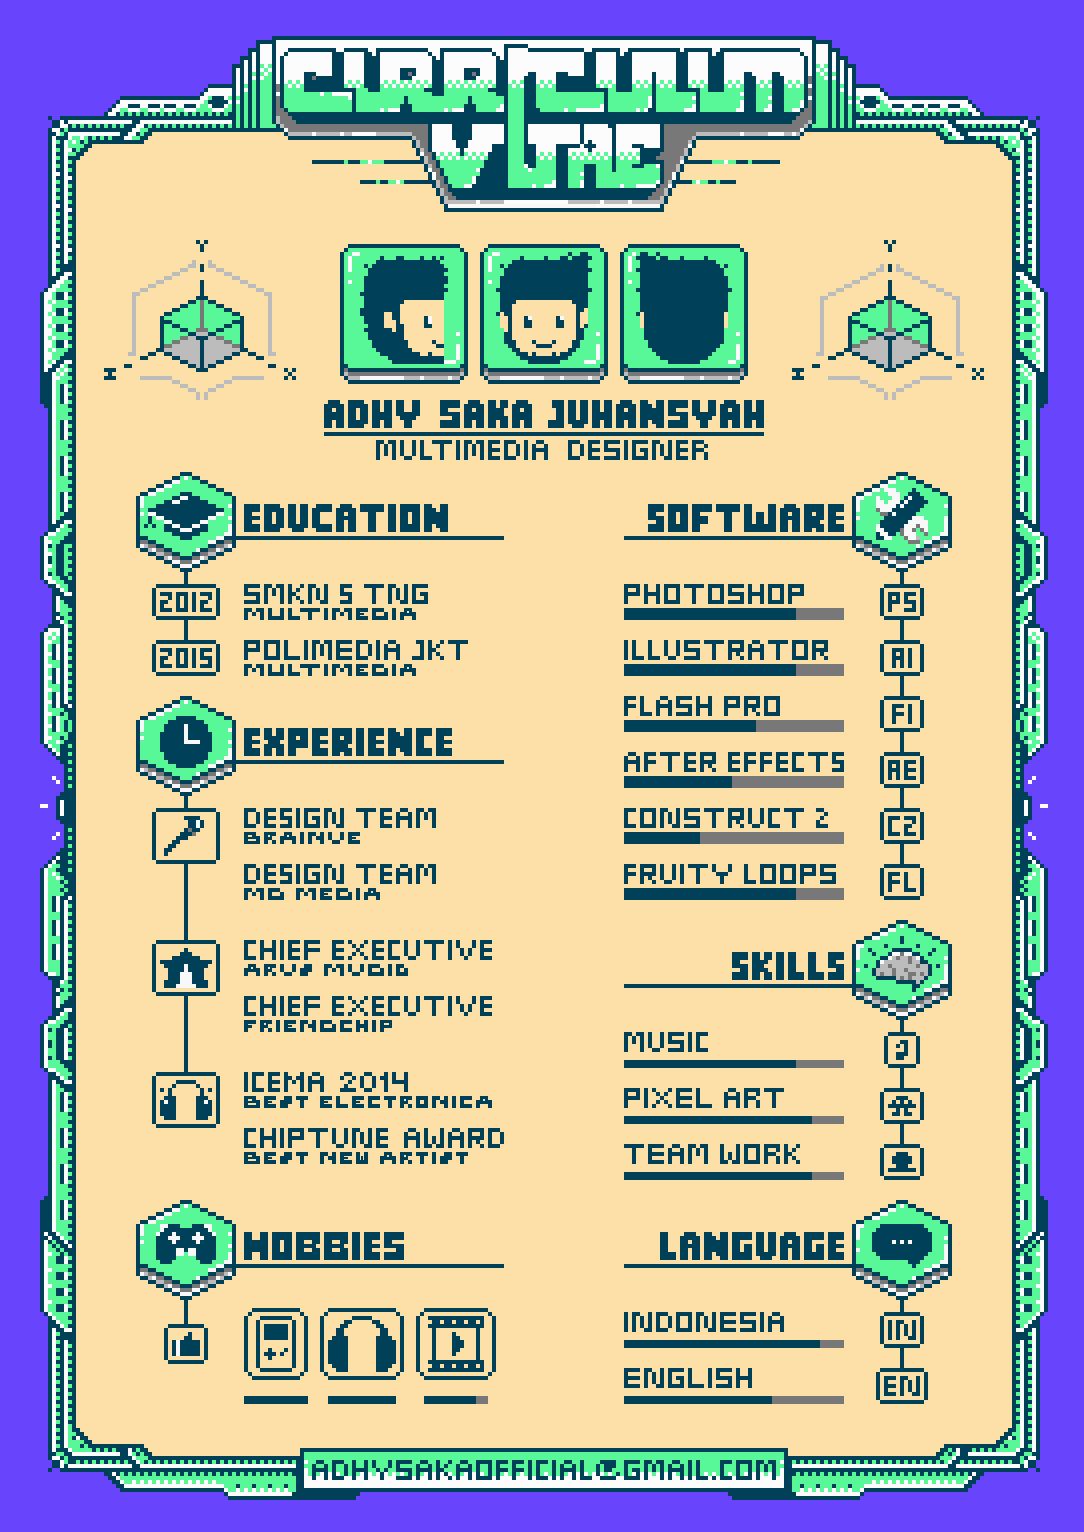 CURRICULUM
VITAE
Y
Z
X
Y
Z
X
ADHY SAKA JUHANSYAH
MULTIMEDIA DESIGNER
EDUCATION
2012
SMKN 5 TNG
MULTIMEDIA
2015
POLIMEDIA JKT
MULTIMEDIA
EXPERIENCE
DESIGN TEAM
DESIGN TEAM
MD MEDIA
CHIEF EXECUTIVE
CHIEF EXECUTIVE
FRIENDCHIP
ICEMA 2014
BEST ELECTRONICA
CHIPTUNE AWARD
BEST NEW ARTIST
HOBBIES
SOFTWARE
PHOTOSHOP
PS
ILLUSTRATOR
AI
FLASH PRO
Fl
AFTER EFFECTS
AE
CONSTRUCT 2
C2
FRUITY LOOPS
FL
SKILLS
MUSIC
PIXEL ART
TEAM WORK
LANGUAGE
INDONESIA
IN
ENGLISH
EN
ADHYSAKAOFFICIAL@GMAIL.COM